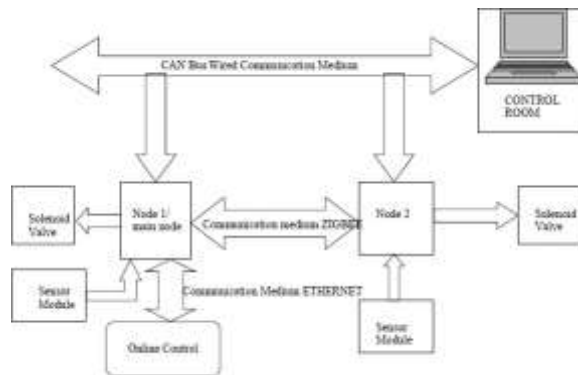 CAN Bus Wired Communication Medium
CONTROL
ROOM
Solenoid
Valve
Node 1/
main node
Communication medium ZIGBEE
Node 2
Solenoid
Valve
Sensor
Module
Communication Medium ETHERNET
Sensor
Module
Online Control